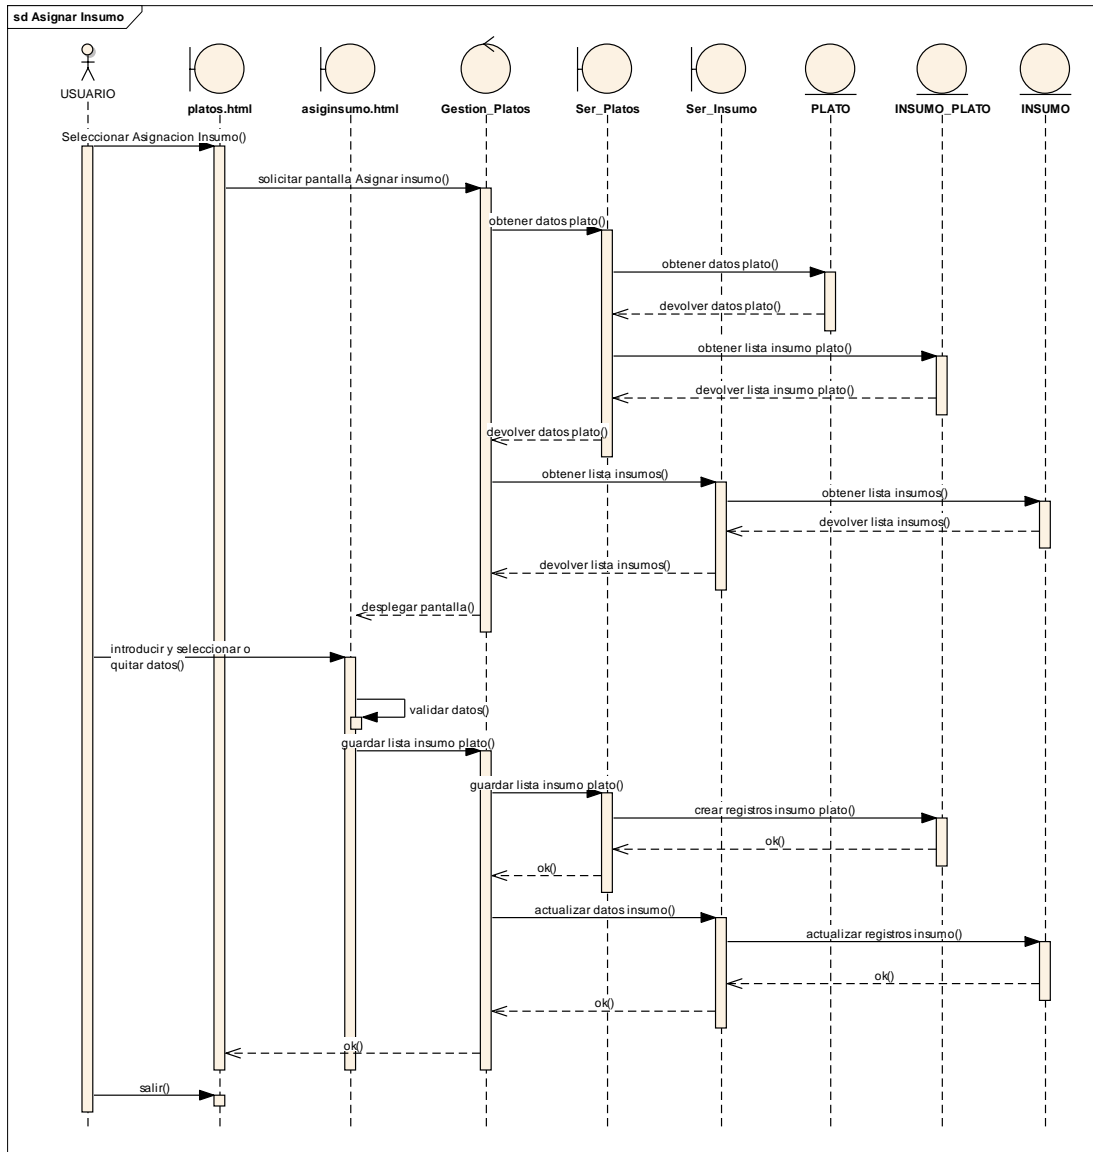 sd Asignar Insumo
USUARIO
platos.html
asiginsumo.html
Gestion_Platos
Ser_Platos
Ser_Insumo
PLATO
INSUMO_PLATO
INSUMO
Seleccionar Asignacion Insumo()
solicitar pantalla Asignar insumo()
obtener datos plato()
obtener datos plato()
devolver datos plato()
obtener lista insumo plato()
devolver lista insumo plato()
devolver datos plato()
obtener lista insumos()
obtener lista insumos()
devolver lista insumos()
devolver lista insumos()
desplegar pantalla()
introducir y seleccionar o
quitar datos()
validar datos()
guardar lista insumo plato()
guardar lista insumo plato()
crear registros insumo plato()
ok()
ok()
actualizar datos insumo()
actualizar registros insumo()
ok()
ok()
ok()
salir()